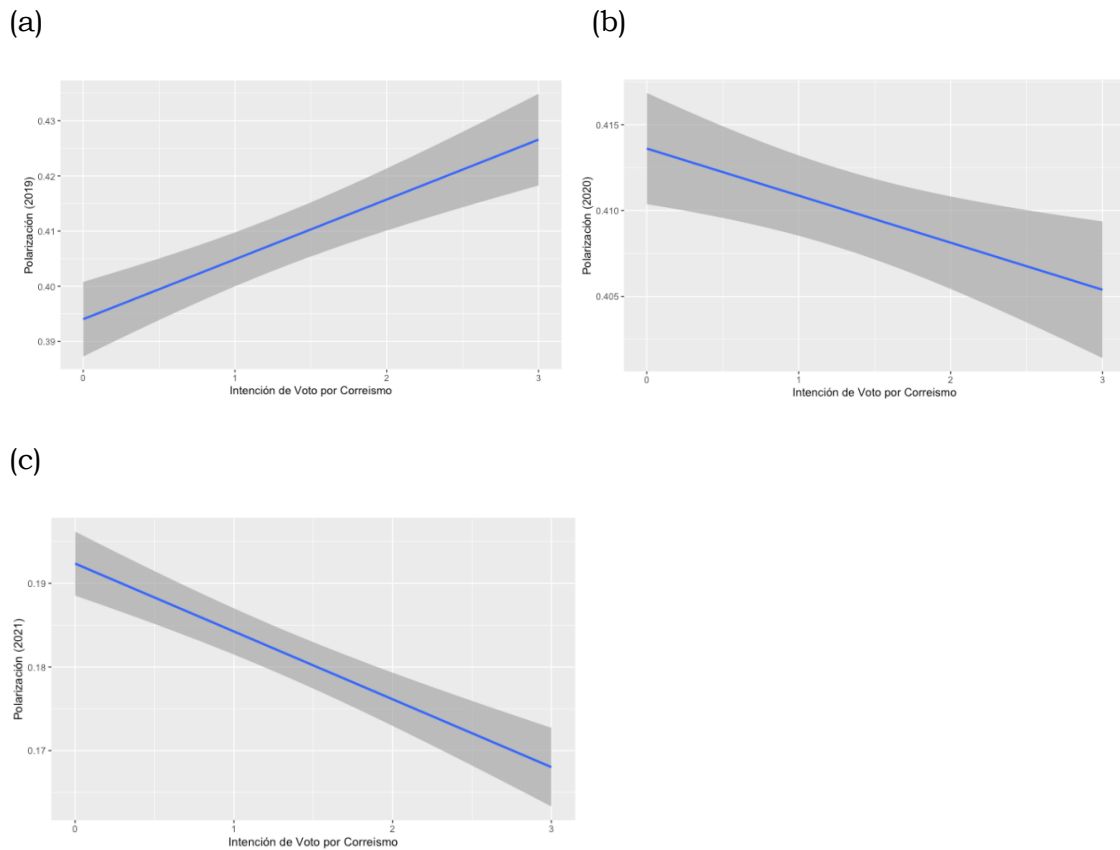 (a)
(b)
0.43
0.42
0.41
0.40
0.39
Polarización (2019)
0
1
2
3
Intención de Voto por Correismo
0.415
0.410
0.405
Polarización (2020)
0
1
2
3
Intención de Voto por Correismo
(c)
0.19
0.18
0.17
Polarización (2021)
0
1
2
3
Intención de Voto por Correismo